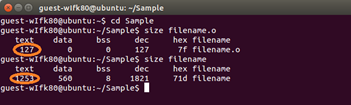 guest-wIfk80@ubuntu:~$ cd Sample
guest-wIfk80@ubuntu:~/Sample$ size filename.o
text data bss dec hex filename
127 0 0 127 7f filename.o
guest-wIfk80@ubuntu:~/Sample$ size filename
text data bss dec hex filename
1253 560 8 1821 71d filename
guest-wIfk80@ubuntu:~/Sample$